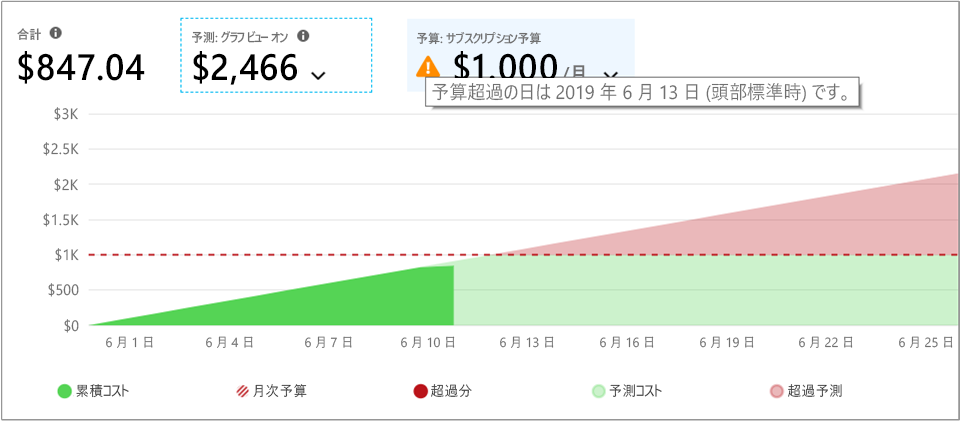 合計
予測: グラフ ビュー オン
予算: サブスクリプション予算
$847.04
$2,466
$1,000 /月
予算超過の日は 2019 年 6 月 13 日 (頭部標準時) です。
$3K
$2.5K
$2K
$1.5K
$1K
$500
$0
6 月 1 日
6 月 4 日
6 月 7 日
6 月 10 日
6 月 13 日
6 月 16 日
6 月 19 日
6 月 22 日
6 月 25 日
累積コスト
月次予算
超過分
予測コスト
超過予測